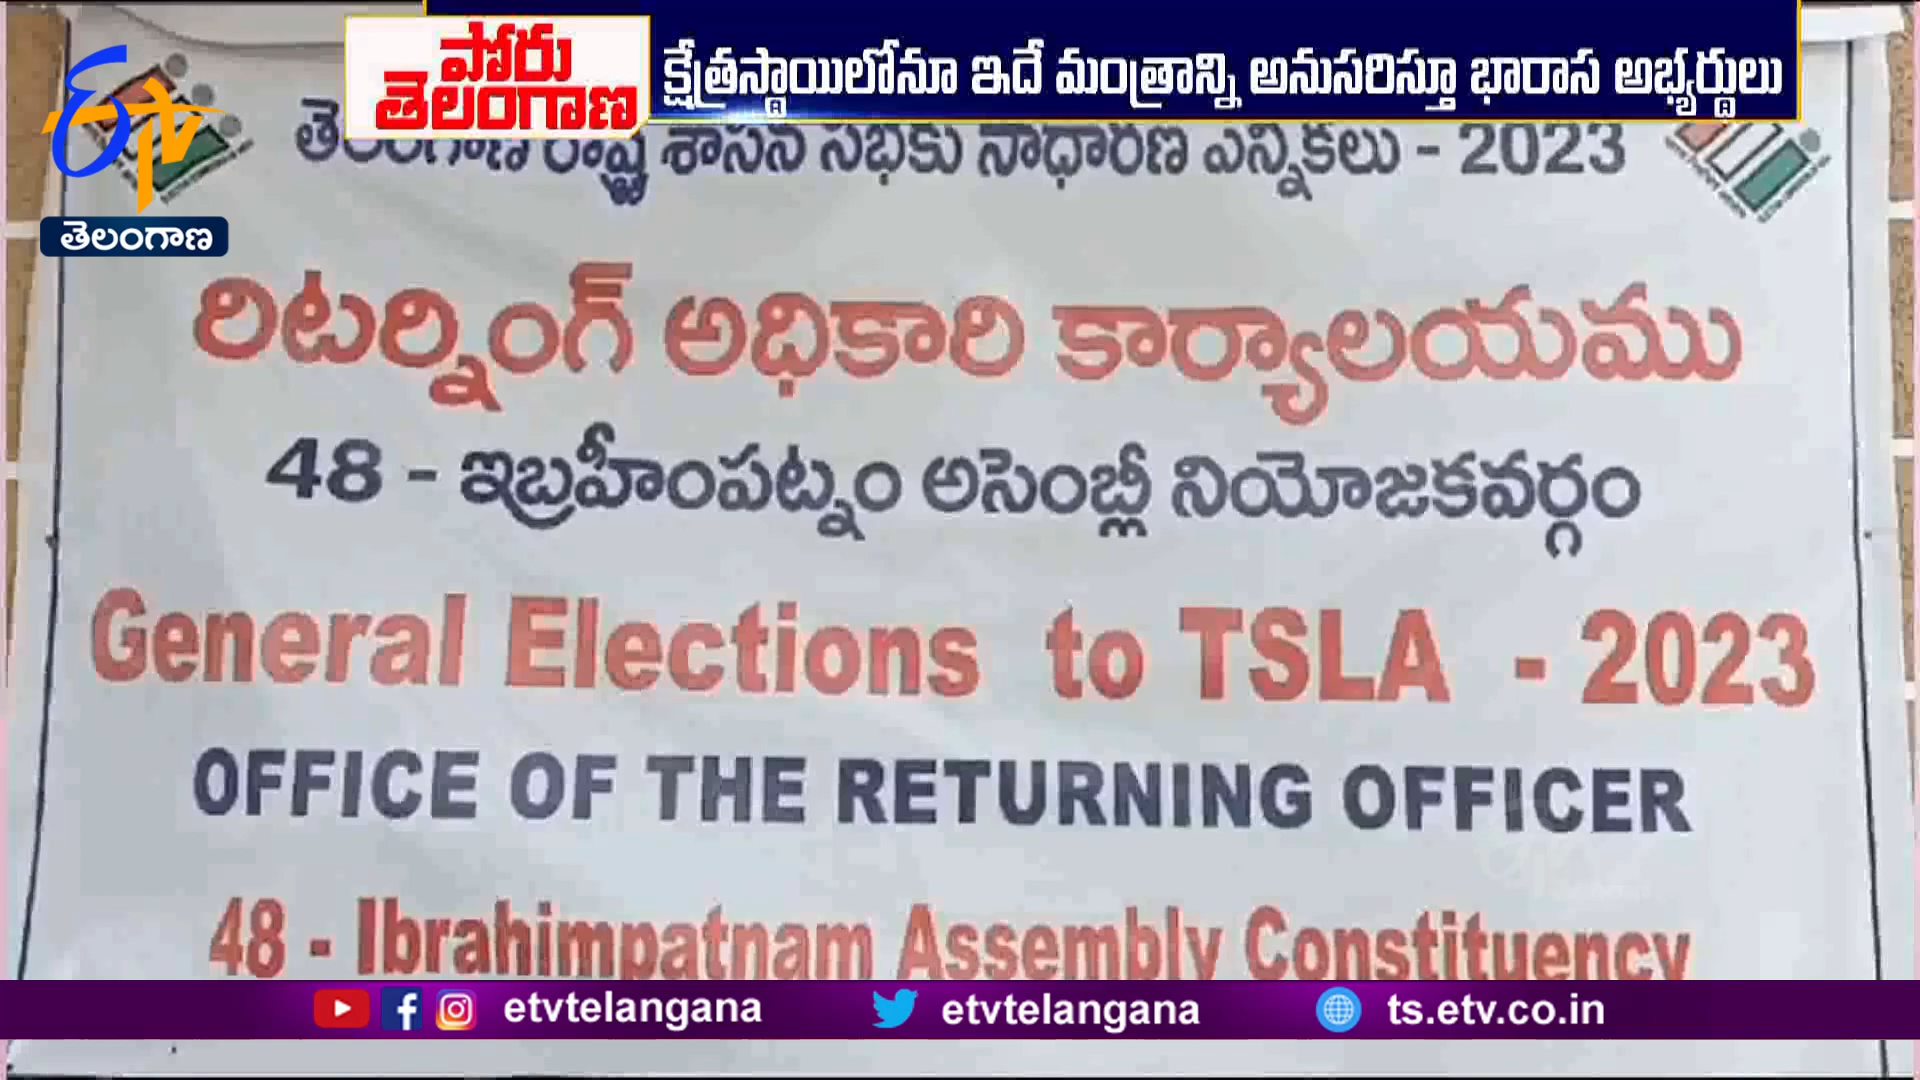 పోరు
తెలంగాణ
క్షేత్రస్థాయిలోనూ ఇదే మంత్రాన్ని అనుసరిస్తూ భారాస అభ్యర్థులు
ETV
తెలంగాణ
తెలంగాణ రాష్ట్ర శాసన సభకు సాధారణ ఎన్నికలు - 2023
రిటర్నింగ్ అధికారి కార్యాలయము
48 - ఇబ్రహీంపట్నం అసెంబ్లీ నియోజకవర్గం
General Elections to TSLA - 2023
OFFICE OF THE RETURNING OFFICER
48 - Ibrahimpatnam Assembly Constituency
etvtelangana etvtelangana ts.etv.co.in